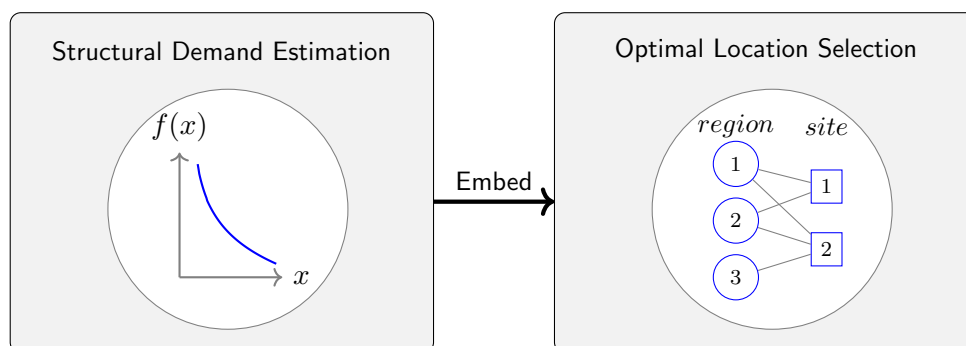 Structural Demand Estimation
f(x)
x
Embed
Optimal Location Selection
region site
1
1
2
2
3